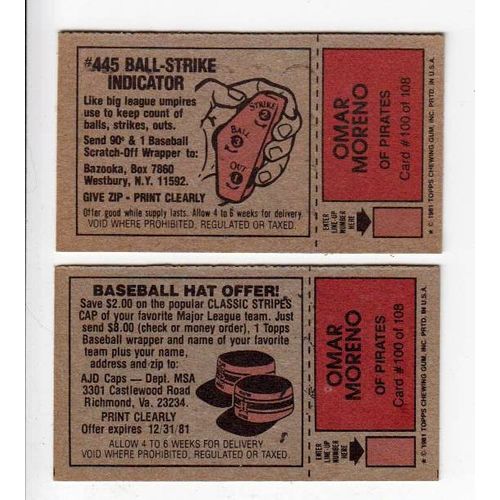 #445 BALL-STRIKE
INDICATOR
Like big league umpires
use to keep count of
balls, strikes, outs.
Send 90¢ & 1 Baseball
Scratch-Off Wrapper to:
Bazooka, Box 7860
Westbury, N.Y. 11592.
GIVE ZIP - PRINT CLEARLY
Offer good while supply lasts. Allow 4 to 6 weeks for delivery.
VOID WHERE PROHIBITED, REGULATED OR TAXED.
STRIKE
2
BALL
3
OUT
1
OMAR
MORENO
OF PIRATES
Card #100 of 108
ENTER
LINE-UP
NUMBER
HERE
* © 1981 TOPPS CHEWING GUM, INC. PRTD. IN U.S.A.
BASEBALL HAT OFFER!
Save $2.00 on the popular CLASSIC STRIPES
CAP of your favorite Major League team. Just
send $8.00 (check or money order), 1 Topps
Baseball wrapper and name of your favorite
team plus your name,
address and zip to:
AJD Caps — Dept. MSA
3301 Castlewood Road
Richmond, Va. 23234.
PRINT CLEARLY
Offer expires 12/31/81
ALLOW 4 TO 6 WEEKS FOR DELIVERY.
VOID WHERE PROHIBITED, REGULATED OR TAXED.
OMAR
MORENO
OF PIRATES
Card #100 of 108
ENTER
LINE-UP
NUMBER
HERE
* © 1981 TOPPS CHEWING GUM, INC. PRTD. IN U.S.A.